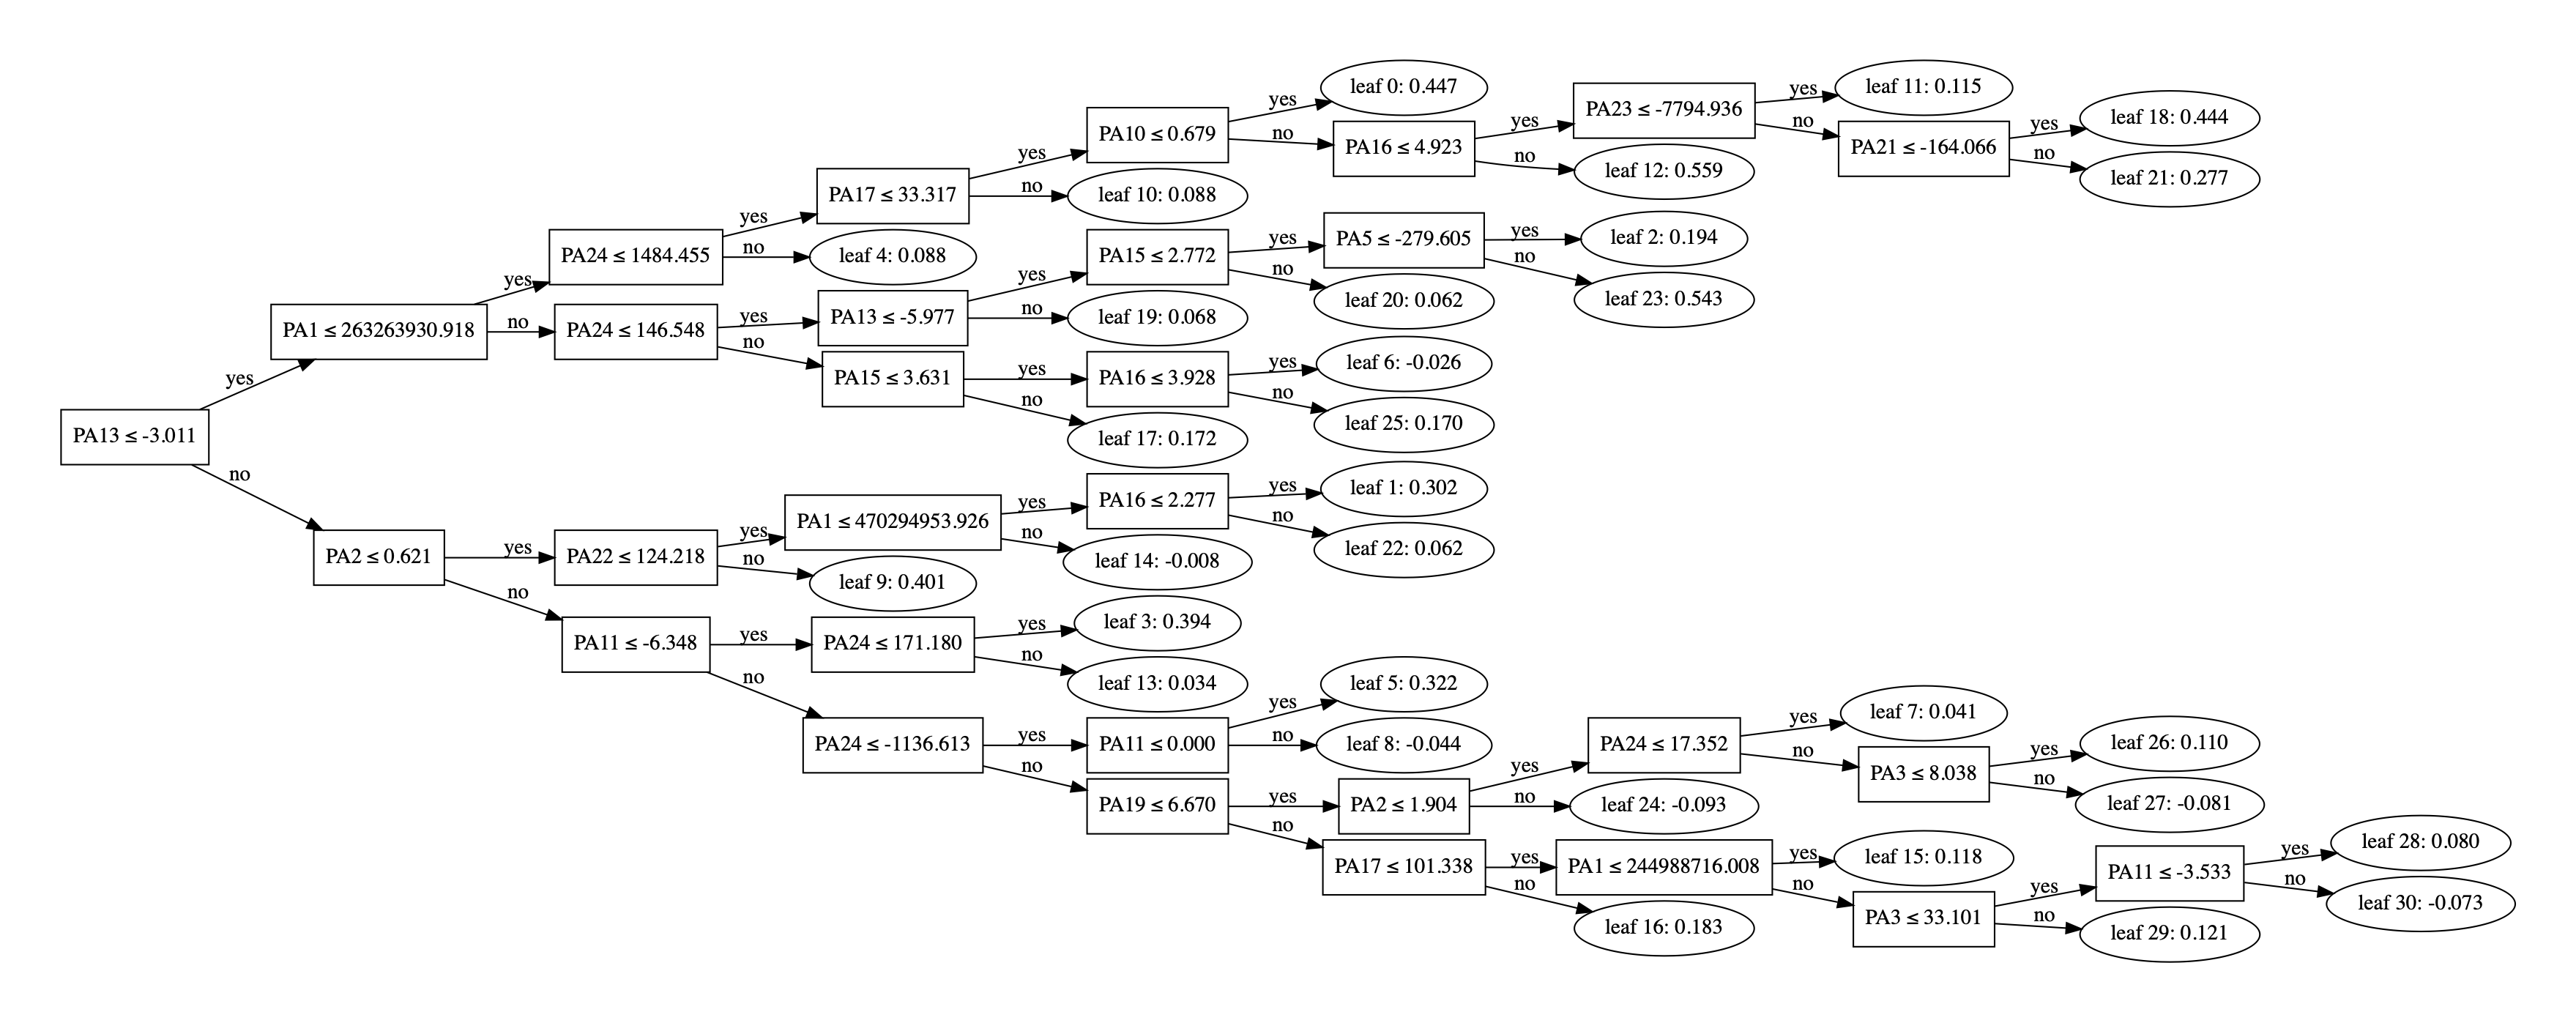 leaf 0: 0.447
yes
PA23 ≤ -7794.936
yes
leaf 11: 0.115
PA10 ≤ 0.679
yes
no
PA16 ≤ 4.923
no
PA21 ≤ -164.066
yes
leaf 18: 0.444
no
leaf 21: 0.277
yes
no
leaf 12: 0.559
PA17 ≤ 33.317
no
leaf 10: 0.088
yes
PA24 ≤ 1484.455
no
leaf 4: 0.088
PA15 ≤ 2.772
yes
PA5 ≤ -279.605
yes
leaf 2: 0.194
no
leaf 23: 0.543
no
leaf 20: 0.062
yes
yes
PA13 ≤ -5.977
no
leaf 19: 0.068
PA1 ≤ 263263930.918
no
PA24 ≤ 146.548
yes
no
PA15 ≤ 3.631
yes
PA16 ≤ 3.928
yes
leaf 6: -0.026
no
leaf 25: 0.170
no
leaf 17: 0.172
yes
PA13 ≤ -3.011
no
PA2 ≤ 0.621
yes
PA22 ≤ 124.218
yes
PA1 ≤ 470294953.926
yes
PA16 ≤ 2.277
yes
leaf 1: 0.302
no
leaf 22: 0.062
no
leaf 14: -0.008
no
leaf 9: 0.401
no
PA11 ≤ -6.348
yes
PA24 ≤ 171.180
yes
leaf 3: 0.394
no
leaf 13: 0.034
no
PA24 ≤ -1136.613
yes
PA11 ≤ 0.000
yes
leaf 5: 0.322
no
leaf 8: -0.044
no
PA19 ≤ 6.670
yes
PA2 ≤ 1.904
yes
PA24 ≤ 17.352
yes
leaf 7: 0.041
no
PA3 ≤ 8.038
yes
leaf 26: 0.110
no
leaf 27: -0.081
no
leaf 24: -0.093
no
PA17 ≤ 101.338
yes
PA1 ≤ 244988716.008
yes
leaf 15: 0.118
no
PA3 ≤ 33.101
yes
PA11 ≤ -3.533
yes
leaf 28: 0.080
no
leaf 30: -0.073
no
leaf 29: 0.121
no
leaf 16: 0.183